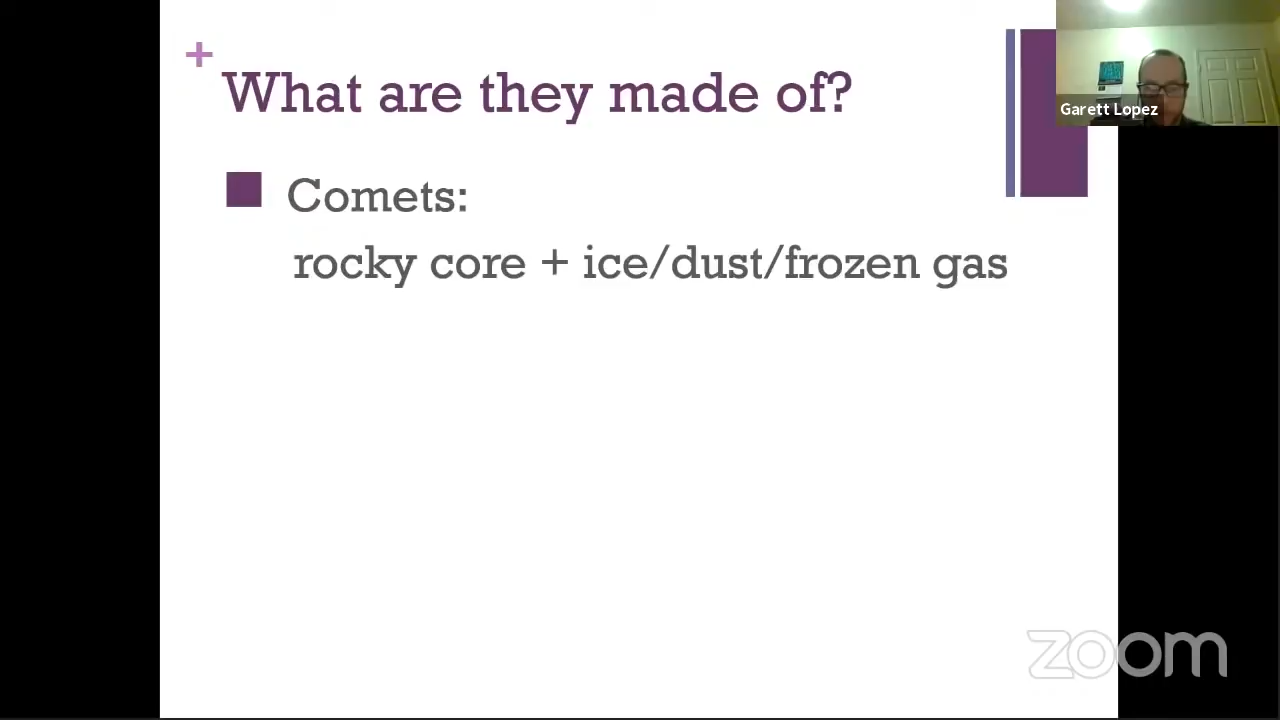 +
What are they made of?
Comets:
rocky core + ice/dust/frozen gas
Garett Lopez
zoom